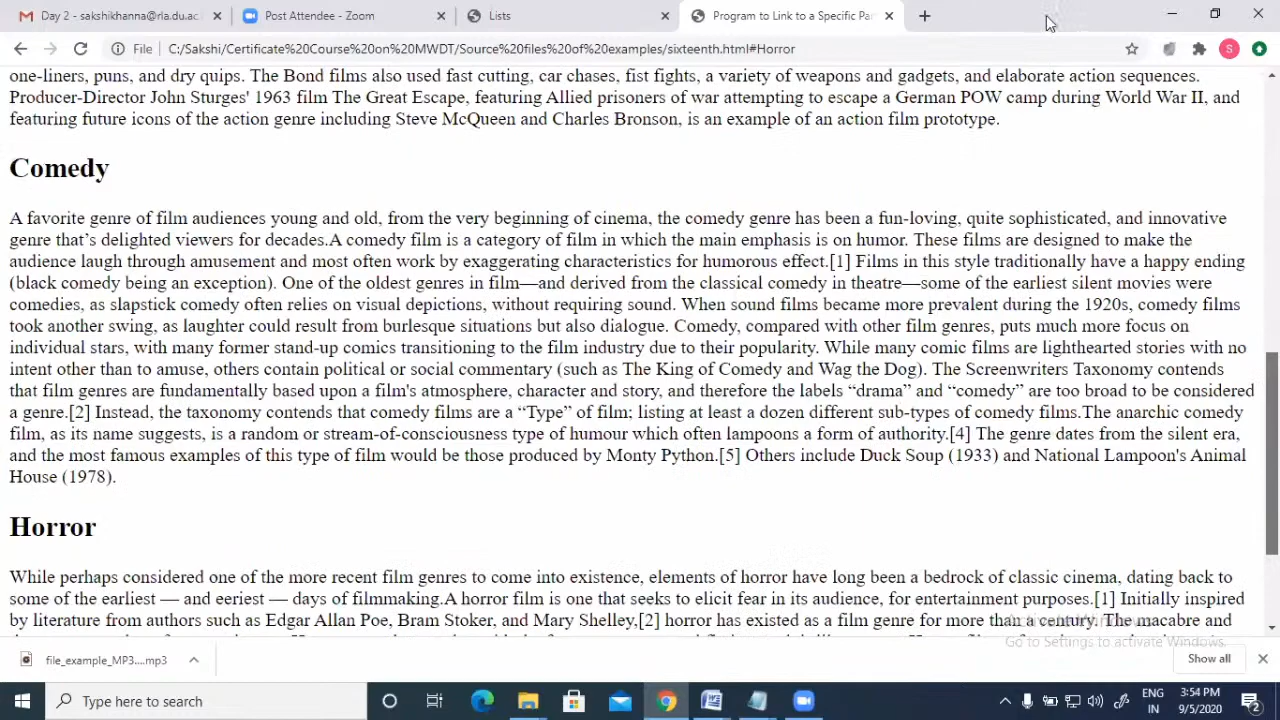 Day 2 - sakshikhanna@rla.du.ac.
Post Attendee - Zoom
Lists
Program to Link to a Specific Par
File C:/Sakshi/Certificate%20Course%20on%20MWDT/Source%20files%20of%20examples/sixteenth.html#Horror
S
one-liners, puns, and dry quips. The Bond films also used fast cutting, car chases, fist fights, a variety of weapons and gadgets, and elaborate action sequences.
Producer-Director John Sturges' 1963 film The Great Escape, featuring Allied prisoners of war attempting to escape a German POW camp during World War II, and
featuring future icons of the action genre including Steve McQueen and Charles Bronson, is an example of an action film prototype.
Comedy
A favorite genre of film audiences young and old, from the very beginning of cinema, the comedy genre has been a fun-loving, quite sophisticated, and innovative
genre that’s delighted viewers for decades.A comedy film is a category of film in which the main emphasis is on humor. These films are designed to make the
audience laugh through amusement and most often work by exaggerating characteristics for humorous effect.[1] Films in this style traditionally have a happy ending
(black comedy being an exception). One of the oldest genres in film—and derived from the classical comedy in theatre—some of the earliest silent movies were
comedies, as slapstick comedy often relies on visual depictions, without requiring sound. When sound films became more prevalent during the 1920s, comedy films
took another swing, as laughter could result from burlesque situations but also dialogue. Comedy, compared with other film genres, puts much more focus on
individual stars, with many former stand-up comics transitioning to the film industry due to their popularity. While many comic films are lighthearted stories with no
intent other than to amuse, others contain political or social commentary (such as The King of Comedy and Wag the Dog). The Screenwriters Taxonomy contends
that film genres are fundamentally based upon a film's atmosphere, character and story, and therefore the labels “drama” and “comedy” are too broad to be considered
a genre.[2] Instead, the taxonomy contends that comedy films are a “Type” of film; listing at least a dozen different sub-types of comedy films.The anarchic comedy
film, as its name suggests, is a random or stream-of-consciousness type of humour which often lampoons a form of authority.[4] The genre dates from the silent era,
and the most famous examples of this type of film would be those produced by Monty Python.[5] Others include Duck Soup (1933) and National Lampoon's Animal
House (1978).
Horror
While perhaps considered one of the more recent film genres to come into existence, elements of horror have long been a bedrock of classic cinema, dating back to
some of the earliest — and eeriest — days of filmmaking.A horror film is one that seeks to elicit fear in its audience, for entertainment purposes.[1] Initially inspired
by literature from authors such as Edgar Allan Poe, Bram Stoker, and Mary Shelley,[2] horror has existed as a film genre for more than a century. The macabre and
Activate Windows
Go to Settings to activate Windows.
file_example_MP3....mp3
Show all
Type here to search
ENG
IN
3:54 PM
9/5/2020
2